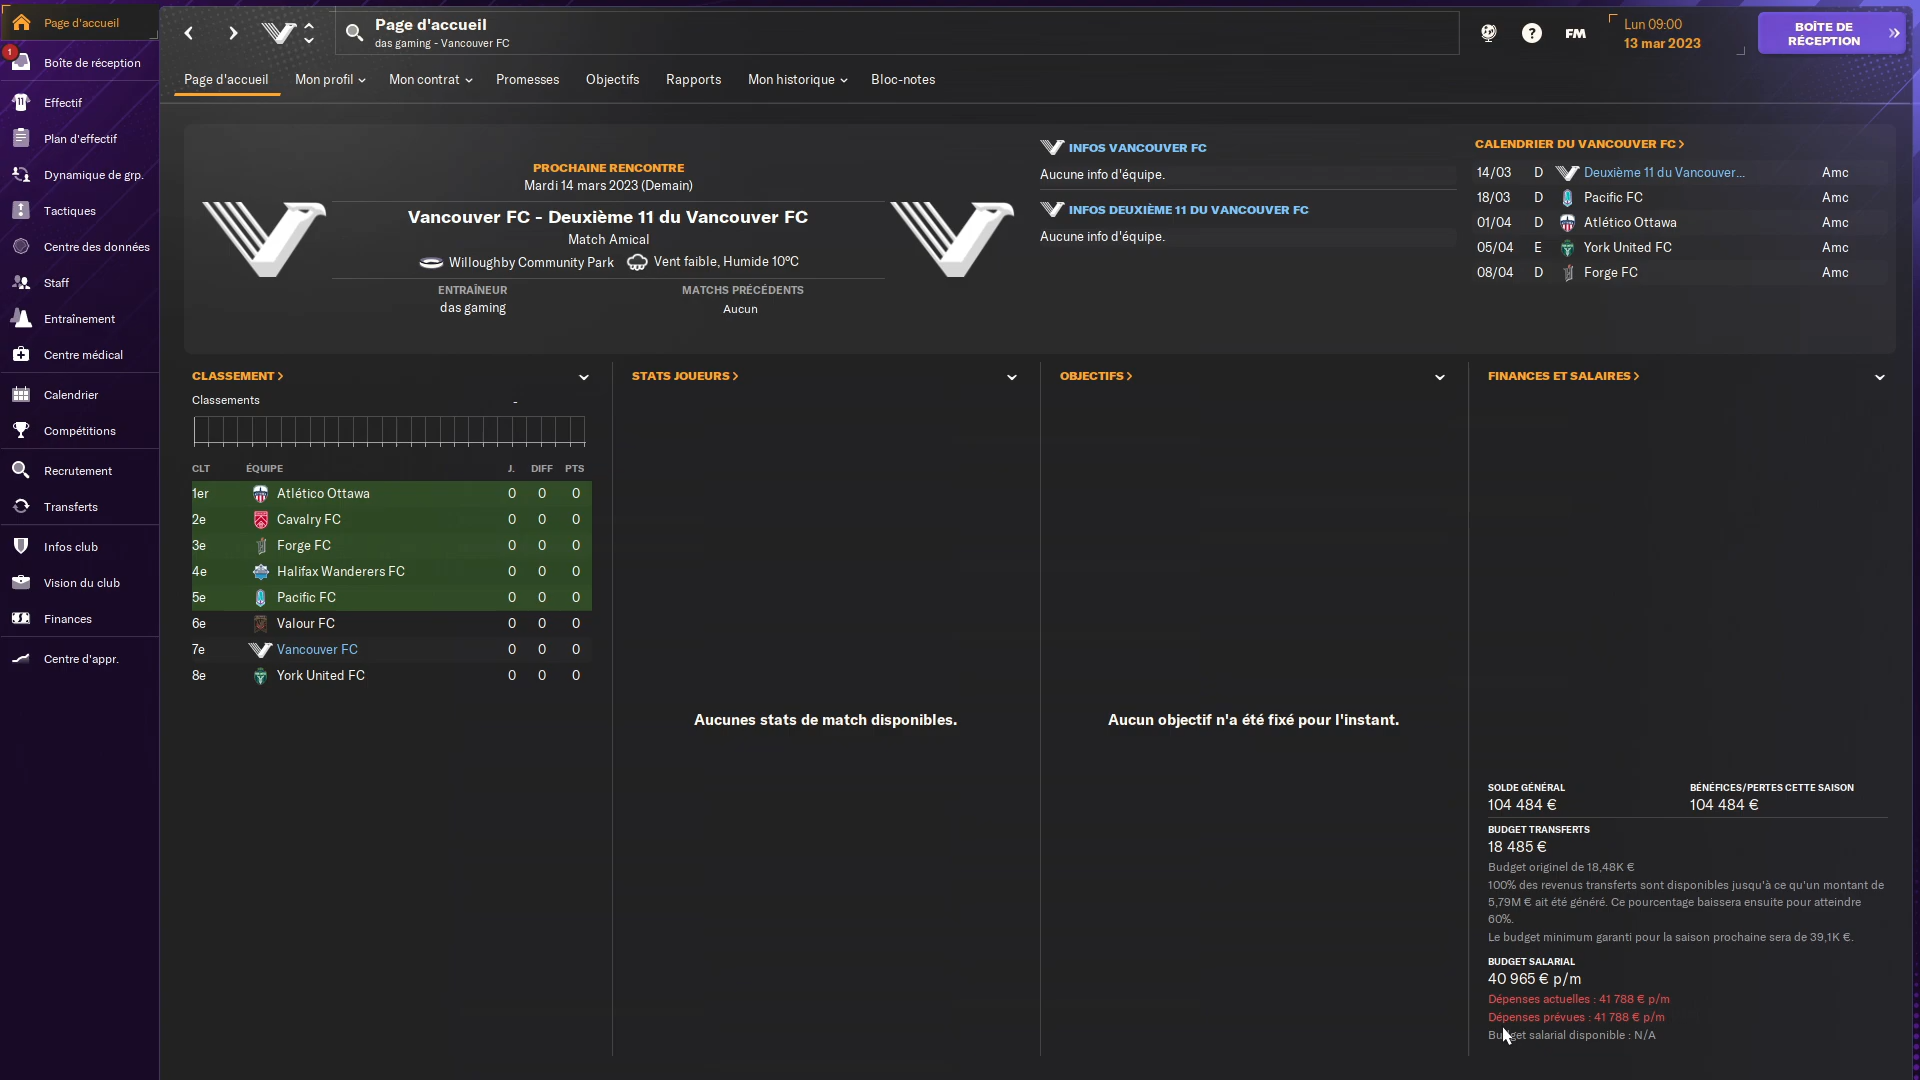 Page d'accueil
1
Boîte de réception
Effectif
Plan d'effectif
Dynamique de grp.
Tactiques
Centre des données
Staff
Entraînement
Centre médical
Calendrier
Compétitions
Recrutement
Transferts
Infos club
Vision du club
Finances
Centre d'appr.
Page d'accueil
das gaming - Vancouver FC
FM
Lun 09:00
13 mar 2023
BOÎTE DE
RÉCEPTION
Page d'accueil Mon profil Mon contrat Promesses Objectifs Rapports Mon historique Bloc-notes
PROCHAINE RENCONTRE
Mardi 14 mars 2023 (Demain)
Vancouver FC - Deuxième 11 du Vancouver FC
Match Amical
Willoughby Community Park Vent faible, Humide 10°C
ENTRAÎNEUR MATCHS PRÉCÉDENTS
das gaming Aucun
INFOS VANCOUVER FC
Aucune info d'équipe.
INFOS DEUXIÈME 11 DU VANCOUVER FC
Aucune info d'équipe.
CALENDRIER DU VANCOUVER FC >
14/03 D Deuxième 11 du Vancouver... Amc
18/03 D Pacific FC Amc
01/04 D Atlético Ottawa Amc
05/04 E York United FC Amc
08/04 D Forge FC Amc
CLASSEMENT >
Classements -
CLT ÉQUIPE J. DIFF PTS
1er Atlético Ottawa 0 0 0
2e Cavalry FC 0 0 0
3e Forge FC 0 0 0
4e Halifax Wanderers FC 0 0 0
5e Pacific FC 0 0 0
6e Valour FC 0 0 0
7e Vancouver FC 0 0 0
8e York United FC 0 0 0
STATS JOUEURS >
Aucunes stats de match disponibles.
OBJECTIFS >
Aucun objectif n'a été fixé pour l'instant.
FINANCES ET SALAIRES >
SOLDE GÉNÉRAL BÉNÉFICES/PERTES CETTE SAISON
104 484 € 104 484 €
BUDGET TRANSFERTS
18 485 €
Budget originel de 18,48K €
100% des revenus transferts sont disponibles jusqu'à ce qu'un montant de
5,79M € ait été généré. Ce pourcentage baissera ensuite pour atteindre
60%.
Le budget minimum garanti pour la saison prochaine sera de 39,1K €.
BUDGET SALARIAL
40 965 € p/m
Dépenses actuelles : 41 788 € p/m
Dépenses prévues : 41 788 € p/m
Budget salarial disponible : N/A